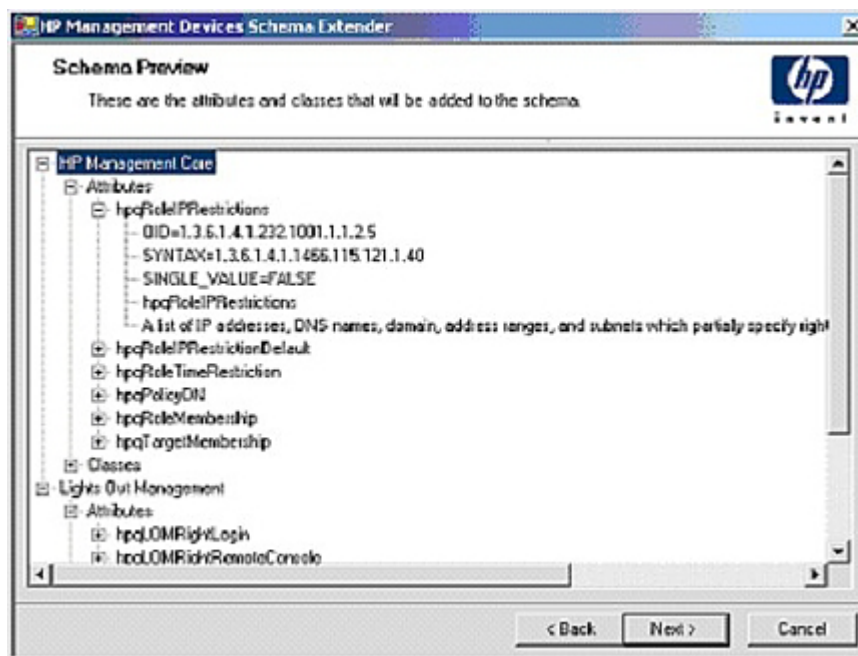 HP Management Devices Schema Extender
Schema Preview
These are the attributes and classes that will be added to the schema.
hp
invent
HP Management Core
Attributes
hpqRoleIPRestrictions
OID=1.3.6.1.4.1.232.1001.1.1.2.5
SYNTAX=1.3.6.1.4.1.1466.115.121.1.40
SINGLE_VALUE=FALSE
hpqRoleIPRestrictions
A list of IP addresses, DNS names, domain, address ranges, and subnets which partialy specify right
hpqRoleIPRestrictionDefault
hpqRoleTimeRestriction
hpqPolicyDN
hpqRoleMembership
hpqTargetMembership
Classes
Lights Out Management
Attributes
hpqLOMRightLogin
hpqLOMRightRemoteConsole
< Back
Next >
Cancel